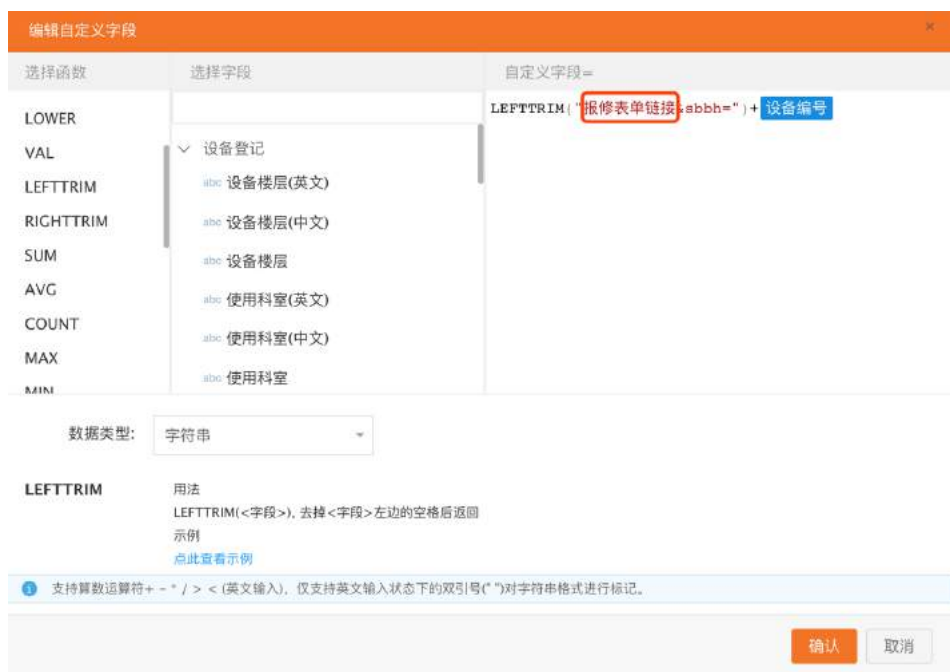 编辑自定义字段
×
选择函数
选择字段
自定义字段=
LEFTTRIM("报修表单链接&sbbh=")+设备编号
LOWER
VAL
LEFTTRIM
RIGHTTRIM
SUM
AVG
COUNT
MAX
MIN
设备登记
abc 设备楼层(英文)
abc 设备楼层(中文)
abc 设备楼层
abc 使用科室(英文)
abc 使用科室(中文)
abc 使用科室
数据类型:
字符串
LEFTTRIM
用法
LEFTTRIM(<字段>), 去掉<字段>左边的空格后返回
示例
点此查看示例
支持算数运算符+ - * / > < (英文输入)，仅支持英文输入状态下的双引号(" ")对字符串格式进行标记。
确认
取消